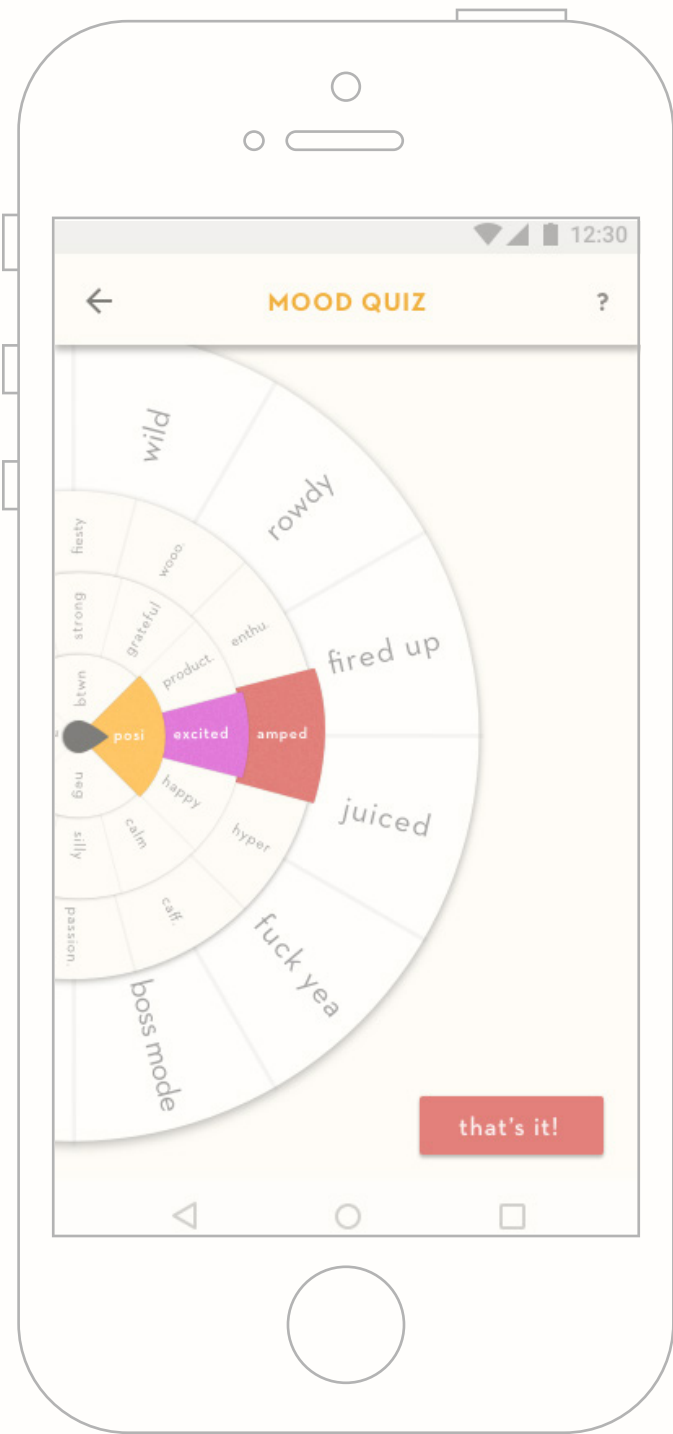 12:30
MOOD QUIZ
?
wild
rowdy
fired up
juiced
fuck yea
boss mode
fiesty
wooo.
enthu.
amped
hyper
caff.
passion.
strong
grateful
product.
excited
happy
calm
silly
btwn
posi
neg
that's it!